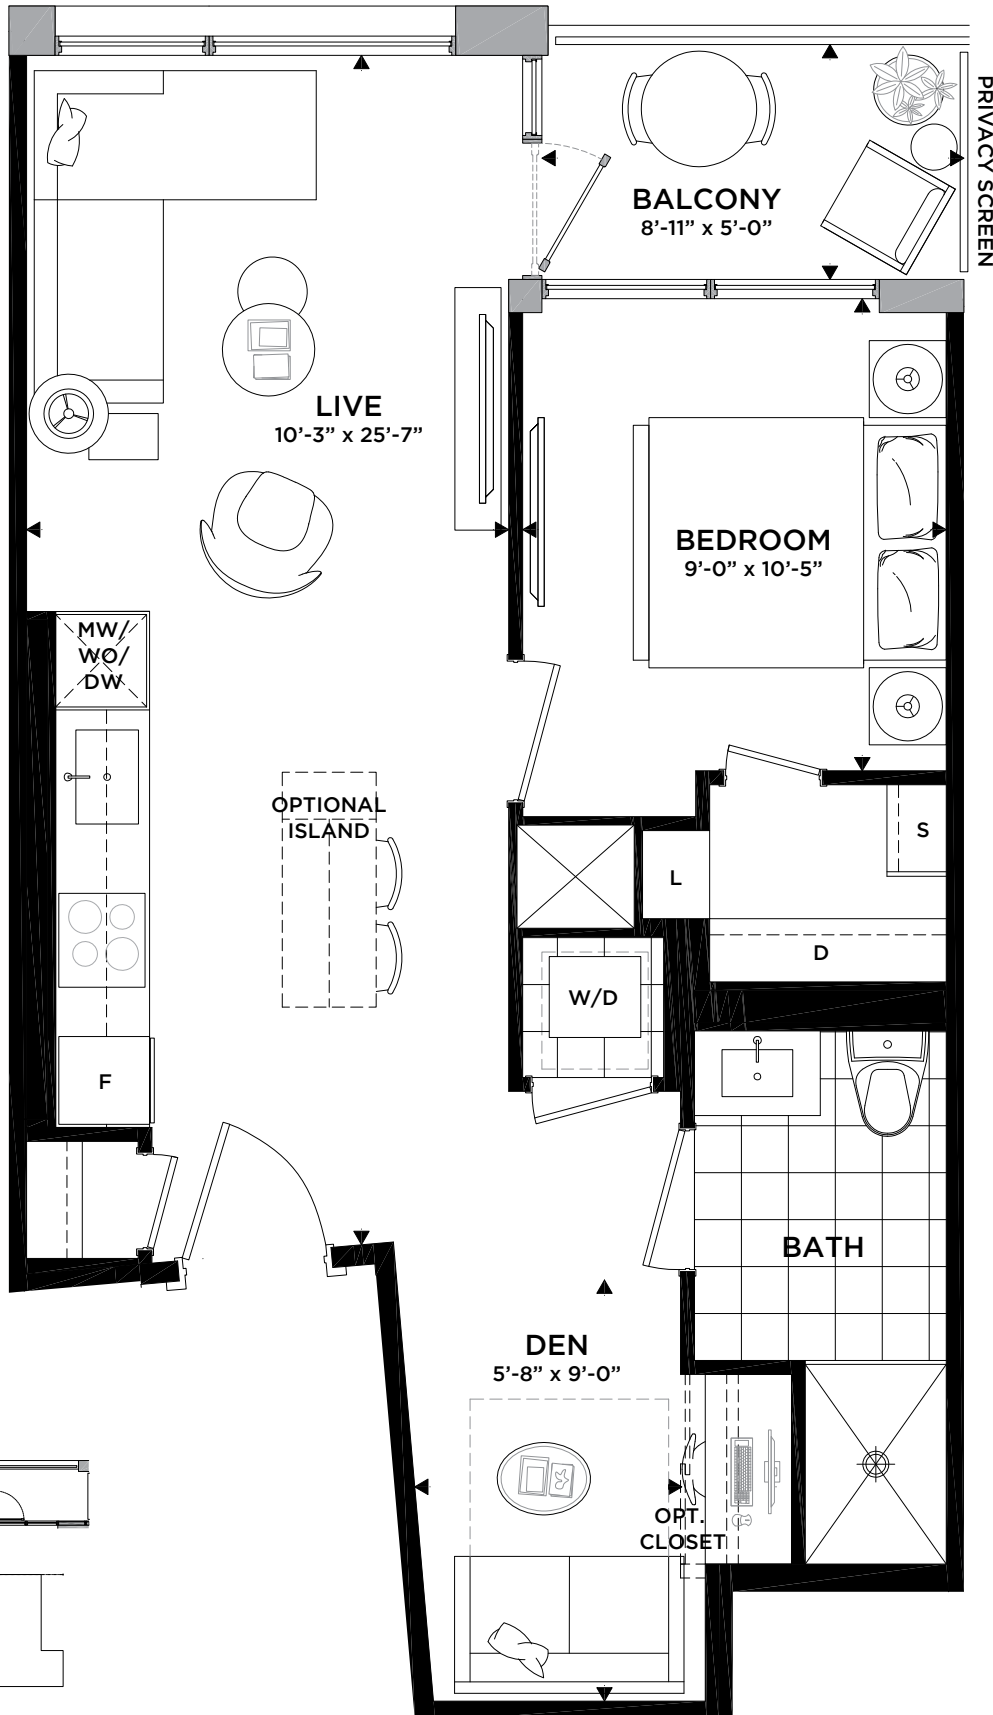 PRIVACY SCREEN
BALCONY
8'-11” x 5'-0”
LIVE
10'-3” x 25'-7”
BEDROOM
9'-0” x 10'-5”
MW/
WO/
DW
OPTIONAL
ISLAND
S
L
D
W/D
F
BATH
DEN
5'-8” x 9'-0”
OPT.
CLOSET